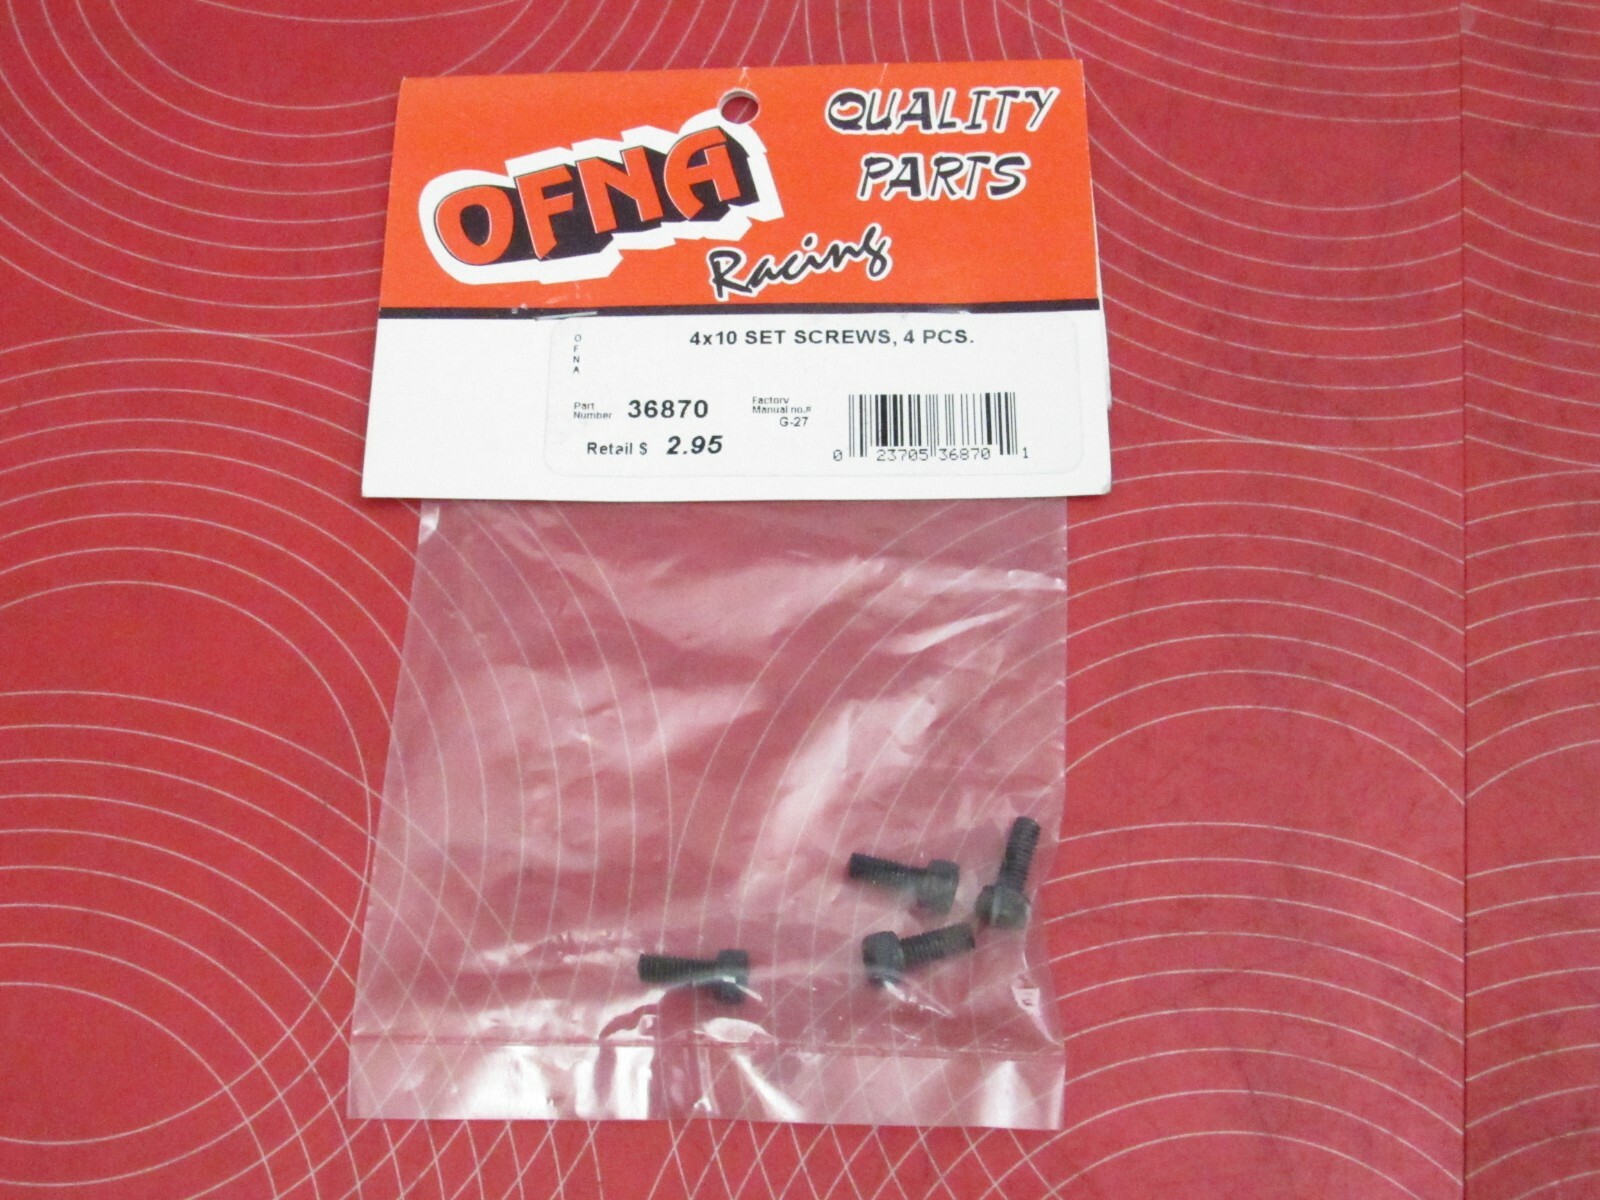 OFNA
Racing
QUALITY
PARTS
OFNA
4x10 SET SCREWS, 4 PCS.
Part
Number 36870
Factory
Manual no.#
G-27
Retail $ 2.95
0 23705 36870 1